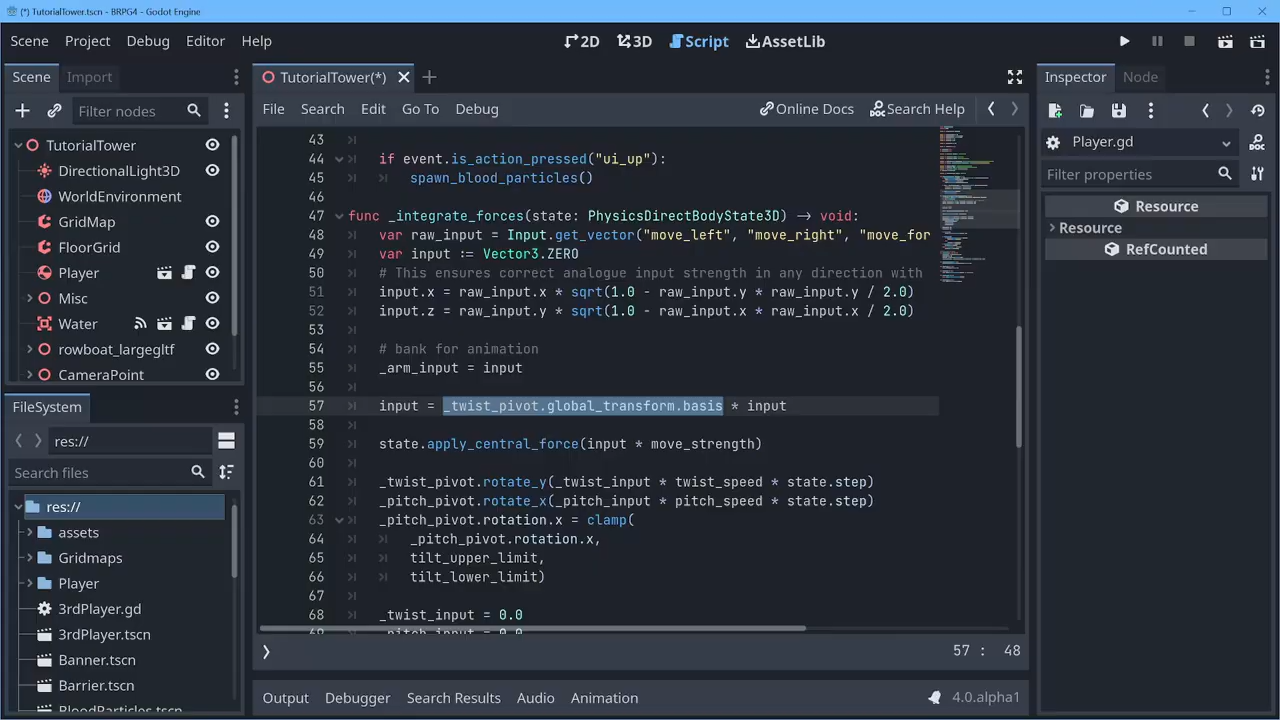 (*) TutorialTower.tscn - BRPG4 - Godot Engine
Scene Project Debug Editor Help
2D 3D Script AssetLib
Scene Import
Filter nodes
TutorialTower
DirectionalLight3D
WorldEnvironment
GridMap
FloorGrid
Player
Misc
Water
rowboat_largegltf
CameraPoint
FileSystem
res://
Search files
res://
assets
Gridmaps
Player
3rdPlayer.gd
3rdPlayer.tscn
Banner.tscn
Barrier.tscn
BloodParticles.tscn
TutorialTower(*)
File Search Edit Go To Debug Online Docs Search Help
43
44 if event.is_action_pressed("ui_up"):
45 spawn_blood_particles()
46
47 func _integrate_forces(state: PhysicsDirectBodyState3D) -> void:
48 var raw_input = Input.get_vector("move_left", "move_right", "move_for
49 var input := Vector3.ZERO
50 # This ensures correct analogue input strength in any direction with
51 input.x = raw_input.x * sqrt(1.0 - raw_input.y * raw_input.y / 2.0)
52 input.z = raw_input.y * sqrt(1.0 - raw_input.x * raw_input.x / 2.0)
53
54 # bank for animation
55 _arm_input = input
56
57 input = _twist_pivot.global_transform.basis * input
58
59 state.apply_central_force(input * move_strength)
60
61 _twist_pivot.rotate_y(_twist_input * twist_speed * state.step)
62 _pitch_pivot.rotate_x(_pitch_input * pitch_speed * state.step)
63 _pitch_pivot.rotation.x = clamp(
64 _pitch_pivot.rotation.x,
65 tilt_upper_limit,
66 tilt_lower_limit)
67
68 _twist_input = 0.0
69 _pitch_input = 0.0
57 : 48
Output Debugger Search Results Audio Animation 4.0.alpha1
Inspector Node
Player.gd
Filter properties
Resource
Resource
RefCounted